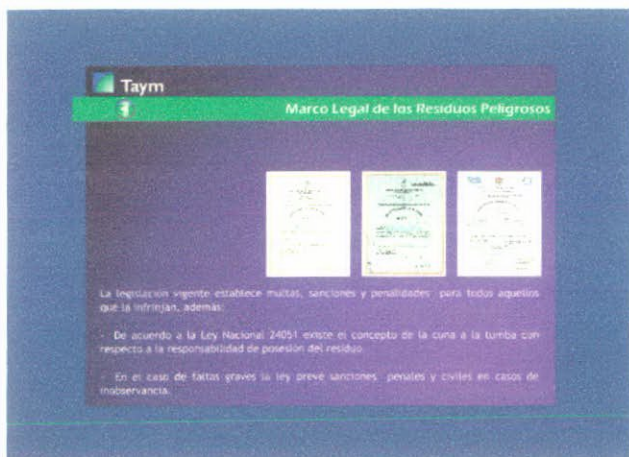 Taym
Marco Legal de los Residuos Peligrosos
La legislación vigente establece multas, sanciones y penalidades para todos aquellos
que la infrinjan, además:
- De acuerdo a la Ley Nacional 24051 existe el concepto de la cuna a la tumba con
respecto a la responsabilidad de posesión del residuo.
- En el caso de faltas graves la ley prevé sanciones penales y civiles en casos de
inobservancia.